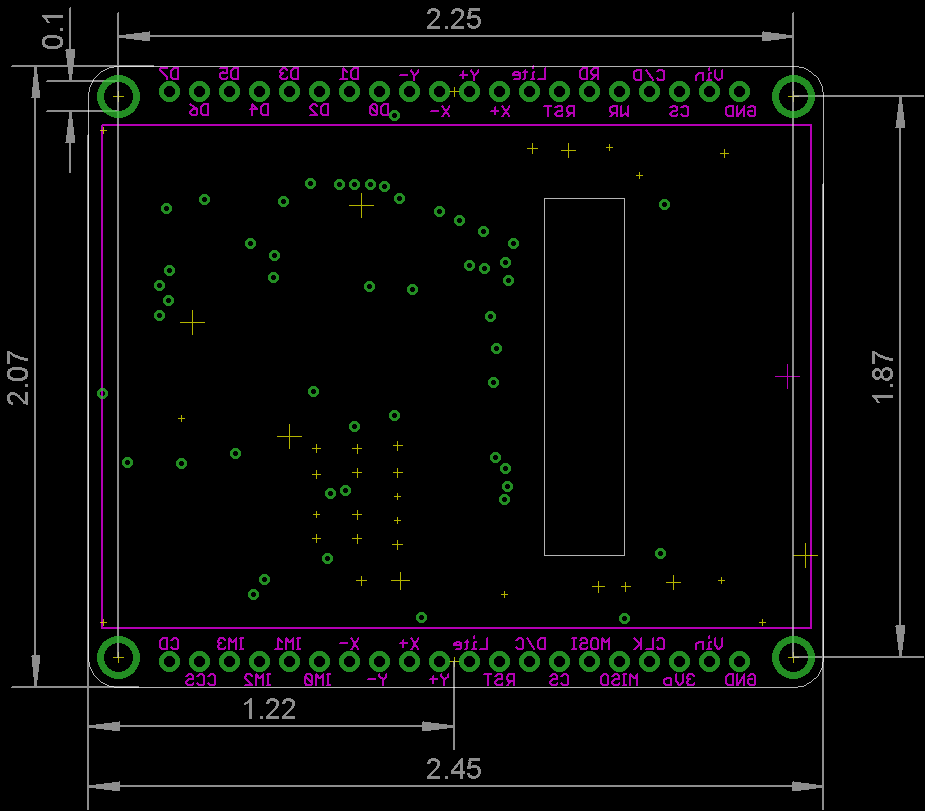 2.25
0.1
D7 D5 D3 D1 Y- Y+ Lite RD C/D Vin
D6 D4 D2 D0 X- X+ RST WR CS GND
2.07
1.87
CD IM3 IM1 X- X+ Lite D/C MOSI CLK Vin
CCS IM2 IM0 Y- Y+ RST CS MISO 3Vo GND
1.22
2.45